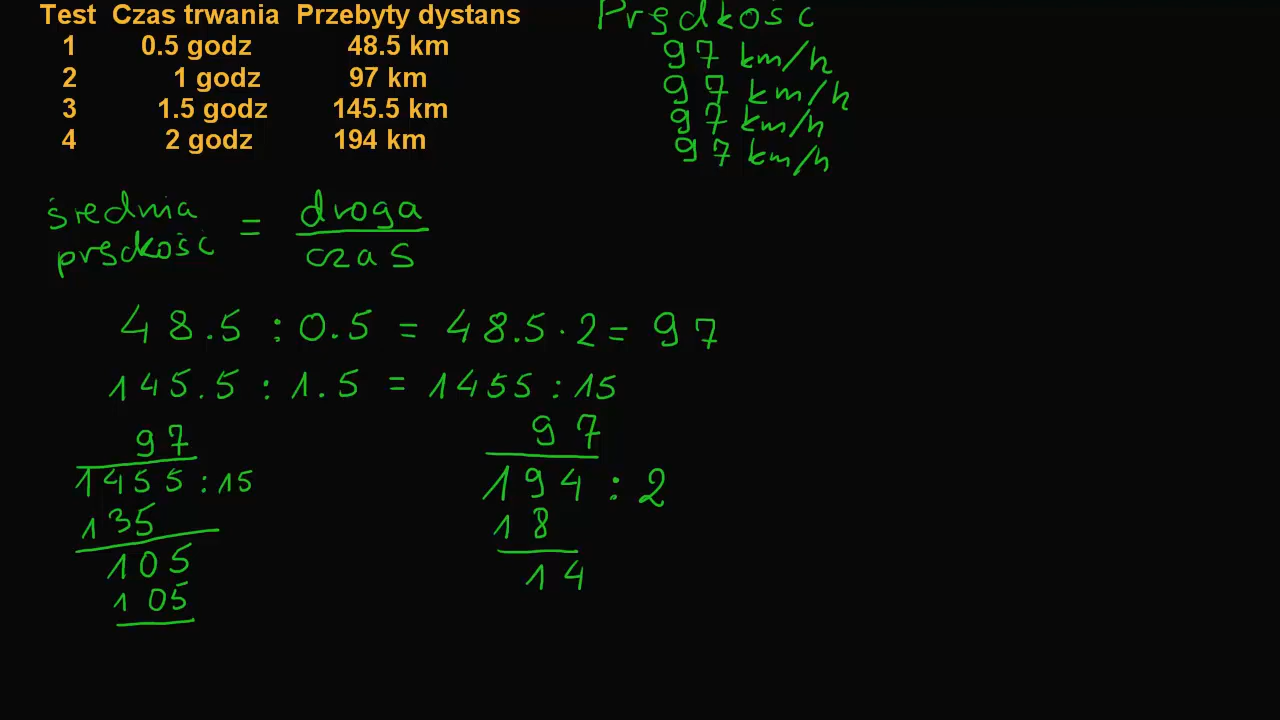 Test Czas trwania Przebyty dystans Prędkość
1 0.5 godz 48.5 km 97 km/h
2 1 godz 97 km 97 km/h
3 1.5 godz 145.5 km 97 km/h
4 2 godz 194 km 97 km/h
średnia prędkość = droga / czas
48.5 : 0.5 = 48.5 · 2 = 97
145.5 : 1.5 = 1455 : 15
97
1455 : 15
135
105
105
97
194 : 2
18
14